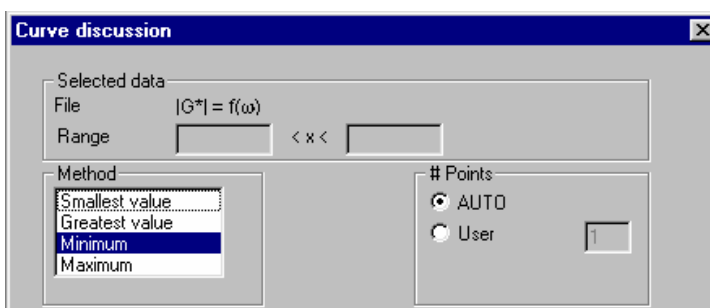 Curve discussion
Selected data
File |G*| = f(ω)
Range < x <
Method
Smallest value
Greatest value
Minimum
Maximum
# Points
AUTO
User 1